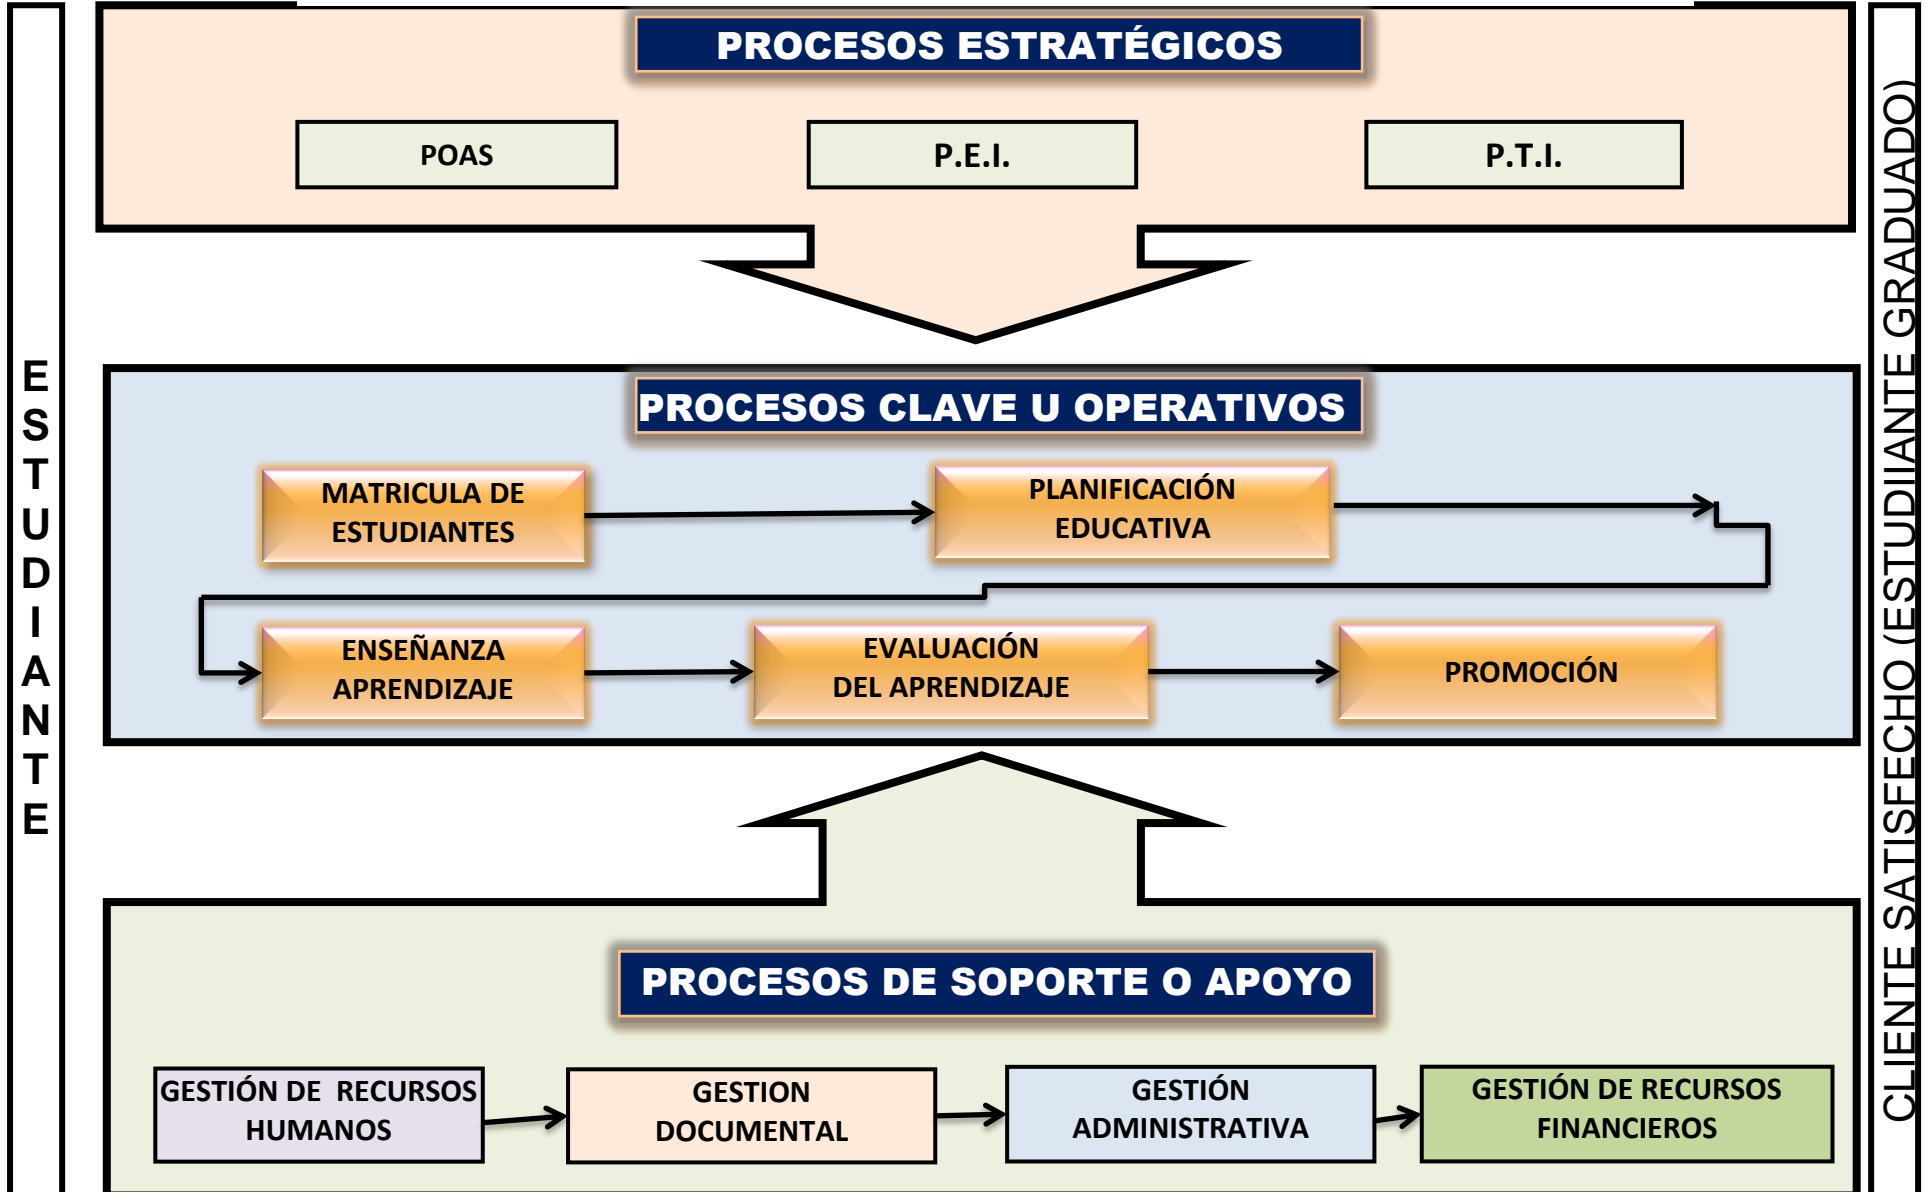 PROCESOS ESTRATÉGICOS
POAS
P.E.I.
P.T.I.
ESTUDIANTE
PROCESOS CLAVE U OPERATIVOS
MATRICULA DE
ESTUDIANTES
PLANIFICACIÓN
EDUCATIVA
ENSEÑANZA
APRENDIZAJE
EVALUACIÓN
DEL APRENDIZAJE
PROMOCIÓN
PROCESOS DE SOPORTE O APOYO
GESTIÓN DE RECURSOS
HUMANOS
GESTION
DOCUMENTAL
GESTIÓN
ADMINISTRATIVA
GESTIÓN DE RECURSOS
FINANCIEROS
CLIENTE SATISFECHO (ESTUDIANTE GRADUADO)